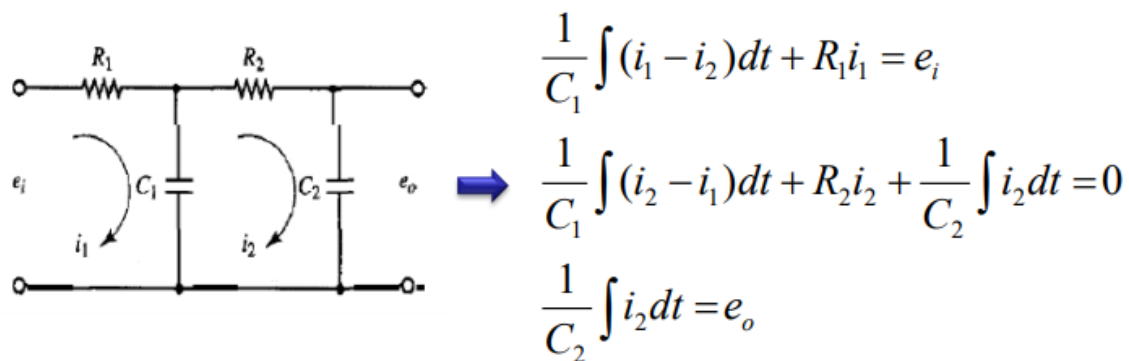 R₁ R₂
eᵢ C₁ C₂ eₒ
i₁ i₂
1/C₁ ∫(i₁ − i₂)dt + R₁i₁ = eᵢ
1/C₁ ∫(i₂ − i₁)dt + R₂i₂ + 1/C₂ ∫i₂dt = 0
1/C₂ ∫i₂dt = eₒ